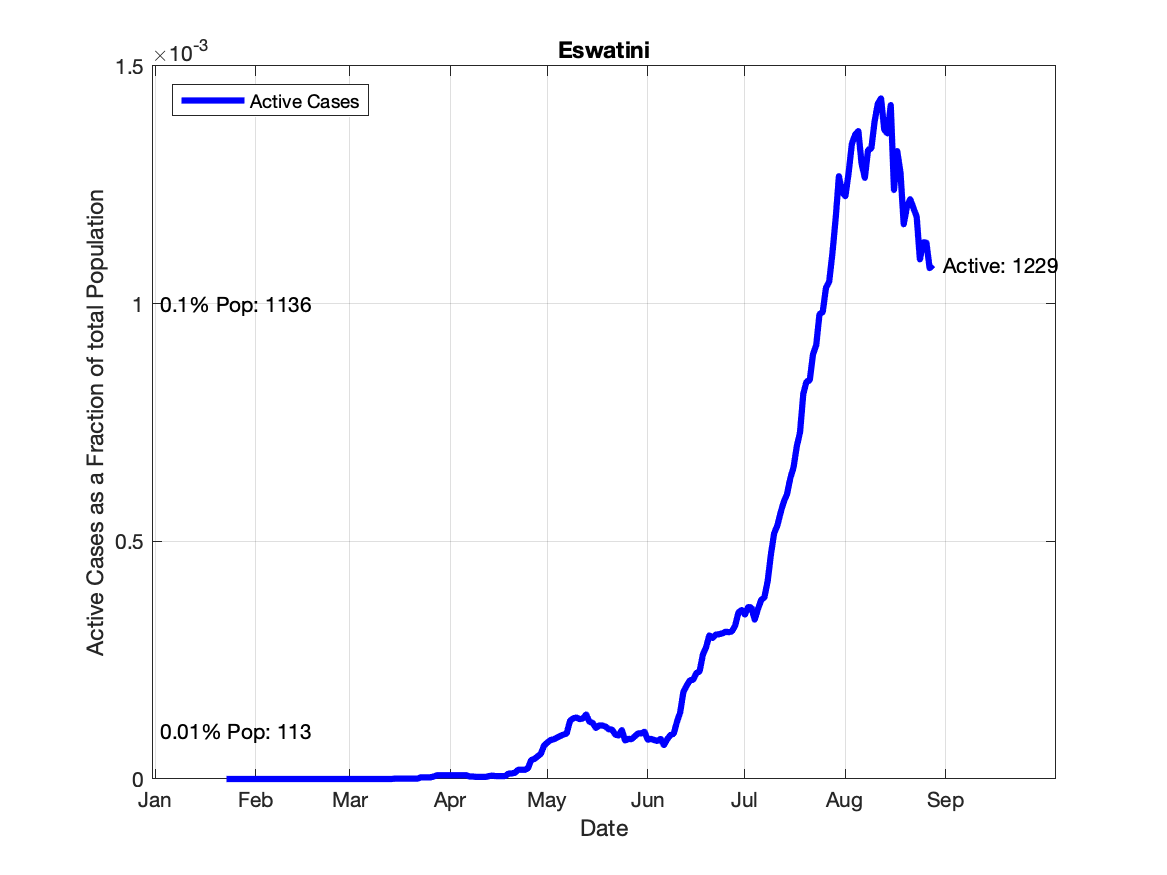 Eswatini
×10-3
1.5
Active Cases
Active Cases as a Fraction of total Population
Active: 1229
1
0.1% Pop: 1136
0.5
0.01% Pop: 113
0
Jan Feb Mar Apr May Jun Jul Aug Sep
Date